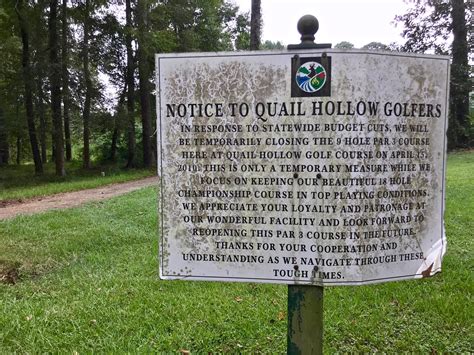 NOTICE TO QUAIL HOLLOW GOLFERS
IN RESPONSE TO STATEWIDE BUDGET CUTS, WE WILL
BE TEMPORARILY CLOSING THE 9 HOLE PAR 3 COURSE
HERE AT QUAIL HOLLOW GOLF COURSE ON APRIL 15,
2010. THIS IS ONLY A TEMPORARY MEASURE WHILE WE
FOCUS ON KEEPING OUR BEAUTIFUL 18 HOLE
CHAMPIONSHIP COURSE IN TOP PLAYING CONDITIONS.
WE APPRECIATE YOUR LOYALTY AND PATRONAGE AT
OUR WONDERFUL FACILITY AND LOOK FORWARD TO
REOPENING THIS PAR 3 COURSE IN THE FUTURE.
THANKS FOR YOUR COOPERATION AND
UNDERSTANDING AS WE NAVIGATE THROUGH THESE
TOUGH TIMES.